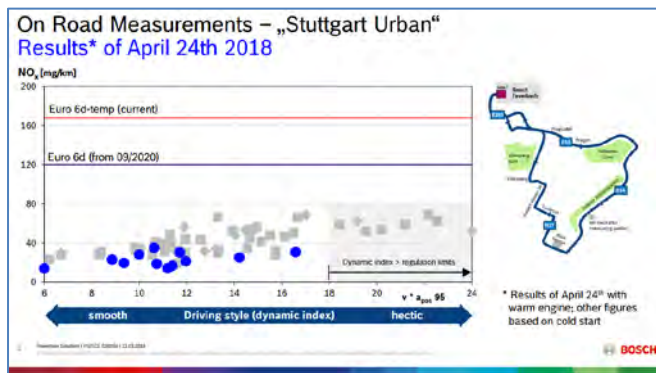 On Road Measurements – „Stuttgart Urban“
Results* of April 24th 2018
NOx [mg/km]
200
160
120
80
40
0
Euro 6d-temp (current)
Euro 6d (from 09/2020)
Dynamic index > regulation limits
6
8
10
12
14
16
18
20
22
24
v * apos 95
smooth
Driving style (dynamic index)
hectic
Bosch
* Results of April 24th with
warm engine; other figures
based on cold start
BOSCH